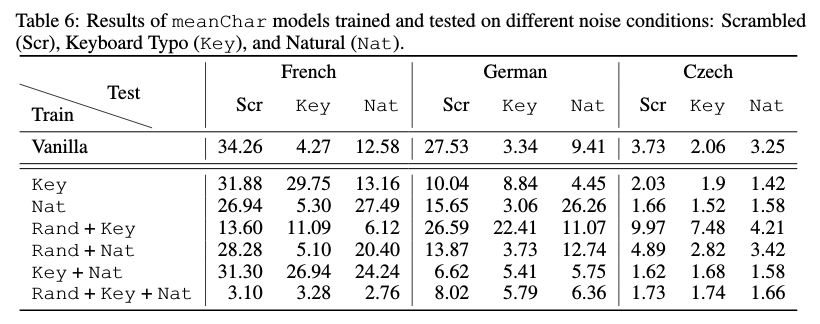 Table 6: Results of meanChar models trained and tested on different noise conditions: Scrambled
(Scr), Keyboard Typo (Key), and Natural (Nat).
French German Czech
Test
Scr Key Nat Scr Key Nat Scr Key Nat
Train
Vanilla 34.26 4.27 12.58 27.53 3.34 9.41 3.73 2.06 3.25
Key 31.88 29.75 13.16 10.04 8.84 4.45 2.03 1.9 1.42
Nat 26.94 5.30 27.49 15.65 3.06 26.26 1.66 1.52 1.58
Rand + Key 13.60 11.09 6.12 26.59 22.41 11.07 9.97 7.48 4.21
Rand + Nat 28.28 5.10 20.40 13.87 3.73 12.74 4.89 2.82 3.42
Key + Nat 31.30 26.94 24.24 6.62 5.41 5.75 1.62 1.68 1.58
Rand + Key + Nat 3.10 3.28 2.76 8.02 5.79 6.36 1.73 1.74 1.66